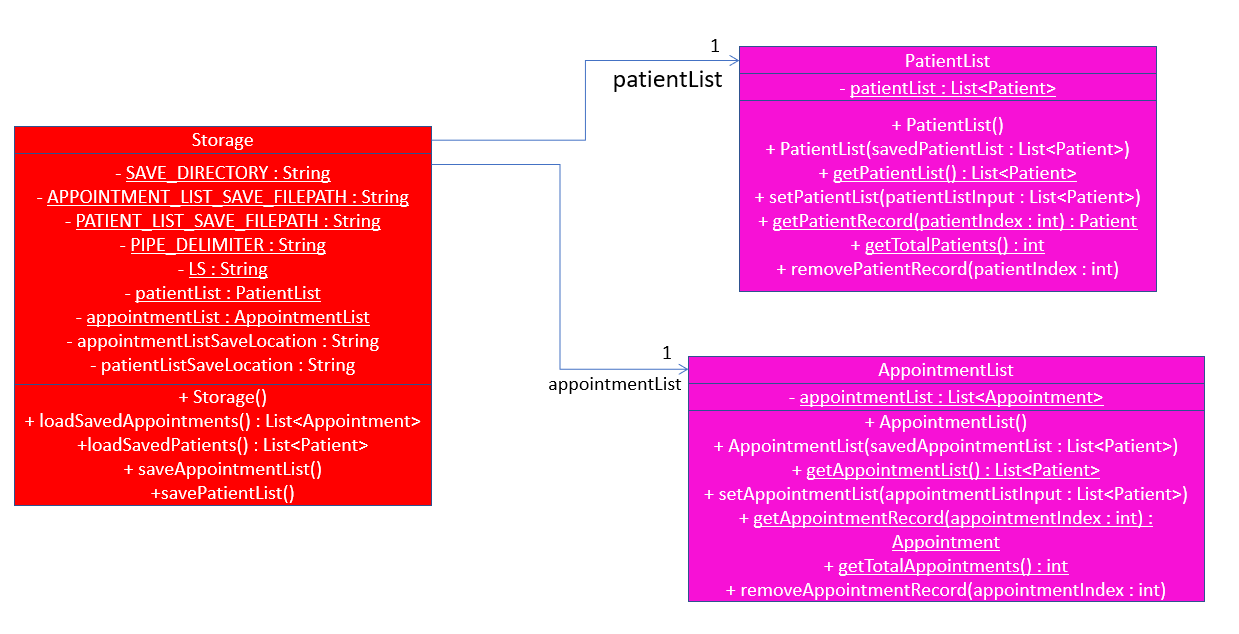 Storage
- SAVE_DIRECTORY : String
- APPOINTMENT_LIST_SAVE_FILEPATH : String
- PATIENT_LIST_SAVE_FILEPATH : String
- PIPE_DELIMITER : String
- LS : String
- patientList : PatientList
- appointmentList : AppointmentList
- appointmentListSaveLocation : String
- patientListSaveLocation : String
+ Storage()
+ loadSavedAppointments() : List<Appointment>
+loadSavedPatients() : List<Patient>
+ saveAppointmentList()
+savePatientList()
1
patientList
PatientList
- patientList : List<Patient>
+ PatientList()
+ PatientList(savedPatientList : List<Patient>)
+ getPatientList() : List<Patient>
+ setPatientList(patientListInput : List<Patient>)
+ getPatientRecord(patientIndex : int) : Patient
+ getTotalPatients() : int
+ removePatientRecord(patientIndex : int)
1
appointmentList
AppointmentList
- appointmentList : List<Appointment>
+ AppointmentList()
+ AppointmentList(savedAppointmentList : List<Patient>)
+ getAppointmentList() : List<Patient>
+ setAppointmentList(appointmentListInput : List<Patient>)
+ getAppointmentRecord(appointmentIndex : int) :
Appointment
+ getTotalAppointments() : int
+ removeAppointmentRecord(appointmentIndex : int)